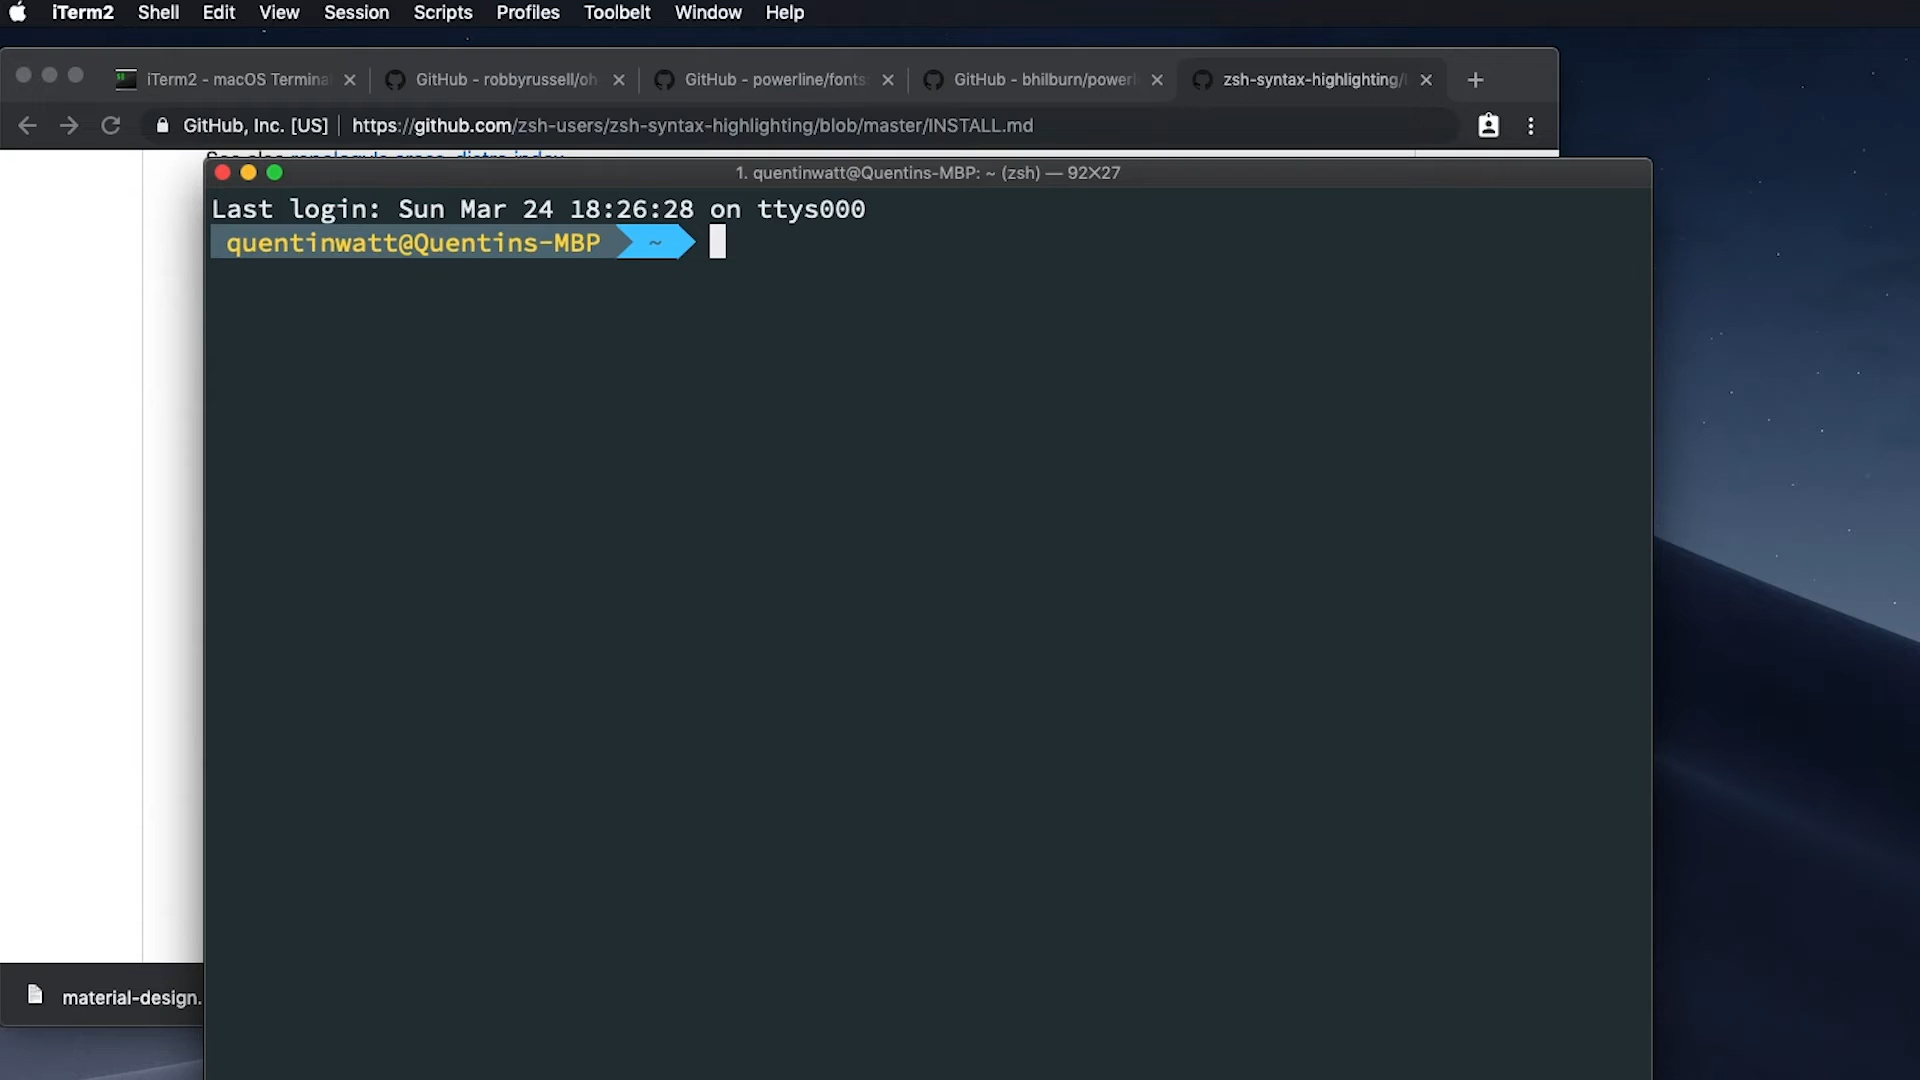 iTerm2 Shell Edit View Session Scripts Profiles Toolbelt Window Help
iTerm2 - macOS Termina GitHub - robbyrussell/oh GitHub - powerline/fonts: GitHub - bhilburn/powerl zsh-syntax-highlighting/
GitHub, Inc. [US] https://github.com/zsh-users/zsh-syntax-highlighting/blob/master/INSTALL.md
1. quentinwatt@Quentins-MBP: ~ (zsh) — 92✕27
Last login: Sun Mar 24 18:26:28 on ttys000
quentinwatt@Quentins-MBP ~
material-design.